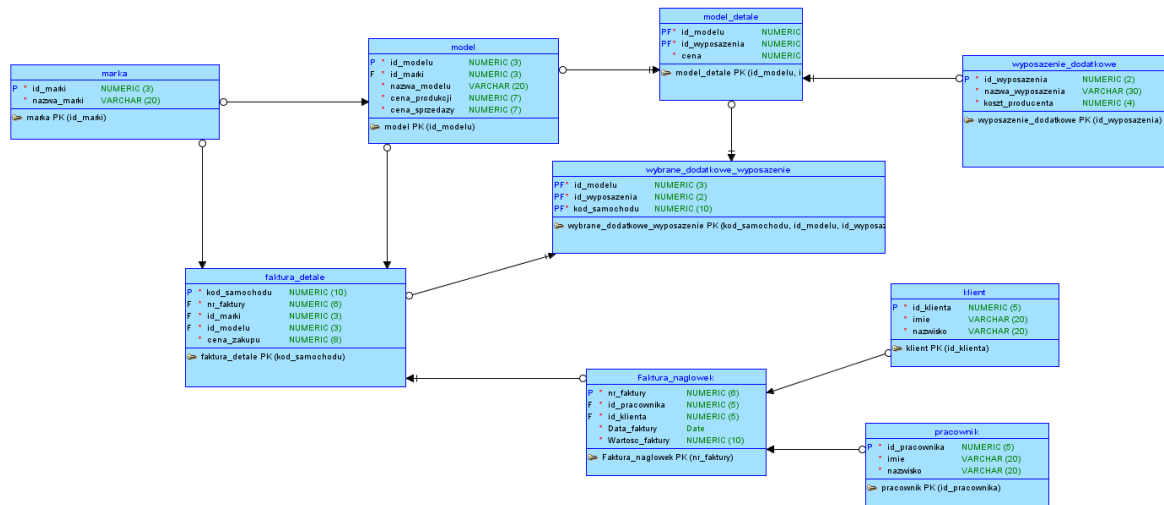 model_detale
PF* id_modelu NUMERIC
PF* id_wyposazenia NUMERIC
* cena NUMERIC
model_detale PK (id_modelu, i
model
P * id_modelu NUMERIC (3)
F * id_marki NUMERIC (3)
* nazwa_modelu VARCHAR (20)
* cena_produkcji NUMERIC (7)
* cena_sprzedazy NUMERIC (7)
model PK (id_modelu)
marka
P * id_marki NUMERIC (3)
* nazwa_marki VARCHAR (20)
marka PK (id_marki)
wyposazenie_dodatkowe
P * id_wyposazenia NUMERIC (2)
* nazwa_wyposazenia VARCHAR (30)
* koszt_producenta NUMERIC (4)
wyposazenie_dodatkowe PK (id_wyposazenia)
wybrane_dodatkowe_wyposazenie
PF* id_modelu NUMERIC (3)
PF* id_wyposazenia NUMERIC (2)
PF* kod_samochodu NUMERIC (10)
wybrane_dodatkowe_wyposazenie PK (kod_samochodu, id_modelu, id_wyposa
faktura_detale
P * kod_samochodu NUMERIC (10)
F * nr_faktury NUMERIC (6)
F * id_marki NUMERIC (3)
F * id_modelu NUMERIC (3)
* cena_zakupu NUMERIC (8)
faktura_detale PK (kod_samochodu)
klient
P * id_klienta NUMERIC (5)
* imie VARCHAR (20)
* nazwisko VARCHAR (20)
klient PK (id_klienta)
Faktura_naglowek
P * nr_faktury NUMERIC (6)
F * id_pracownika NUMERIC (5)
F * id_klienta NUMERIC (5)
* Data_faktury Date
* Wartosc_faktury NUMERIC (10)
Faktura_naglowek PK (nr_faktury)
pracownik
P * id_pracownika NUMERIC (5)
* imie VARCHAR (20)
* nazwisko VARCHAR (20)
pracownik PK (id_pracownika)